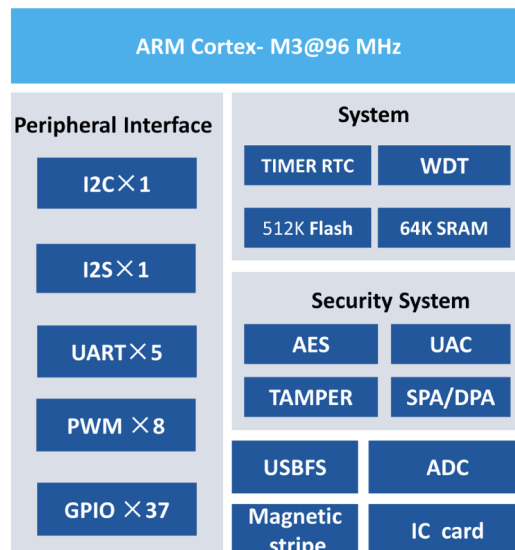 ARM Cortex- M3@96 MHz
Peripheral Interface
I2C×1
I2S×1
UART×5
PWM ×8
GPIO ×37
System
TIMER RTC
WDT
512K Flash
64K SRAM
Security System
AES
UAC
TAMPER
SPA/DPA
USBFS
ADC
Magnetic
stripe
IC card